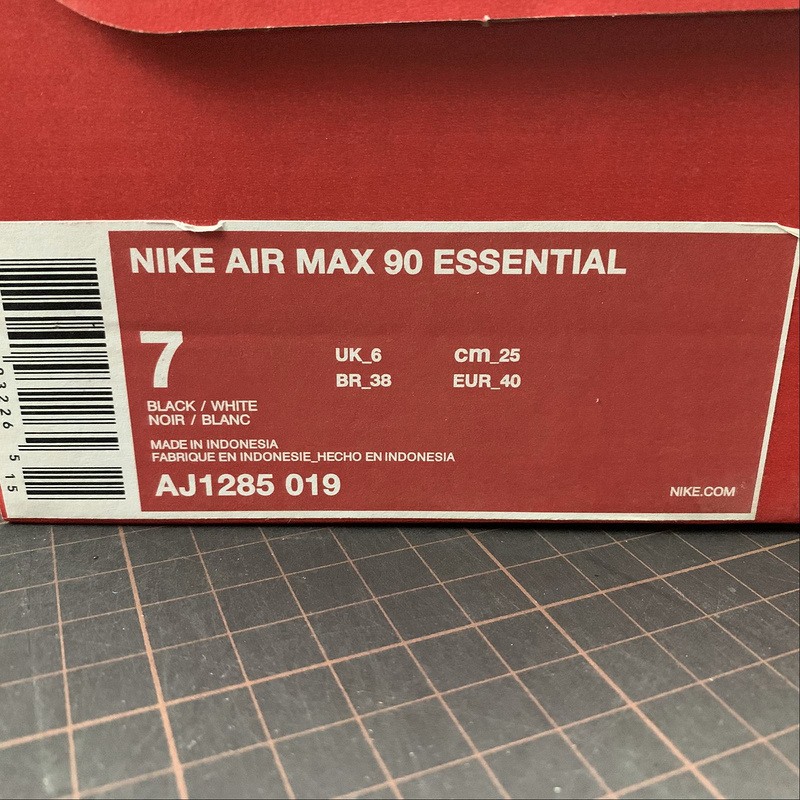 NIKE AIR MAX 90 ESSENTIAL
7
UK_6 cm_25
BR_38 EUR_40
BLACK / WHITE
NOIR / BLANC
MADE IN INDONESIA
FABRIQUE EN INDONESIE_HECHO EN INDONESIA
AJ1285 019
NIKE.COM